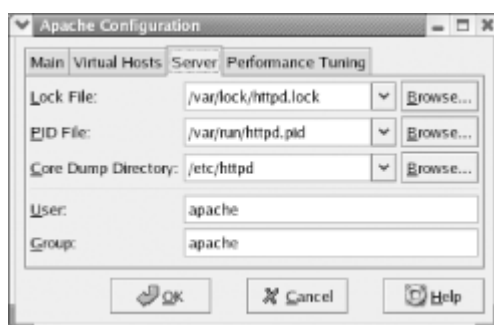 Apache Configuration
Main Virtual Hosts Server Performance Tuning
Lock File: /var/lock/httpd.lock Browse...
PID File: /var/run/httpd.pid Browse...
Core Dump Directory: /etc/httpd Browse...
User: apache
Group: apache
OK Cancel Help